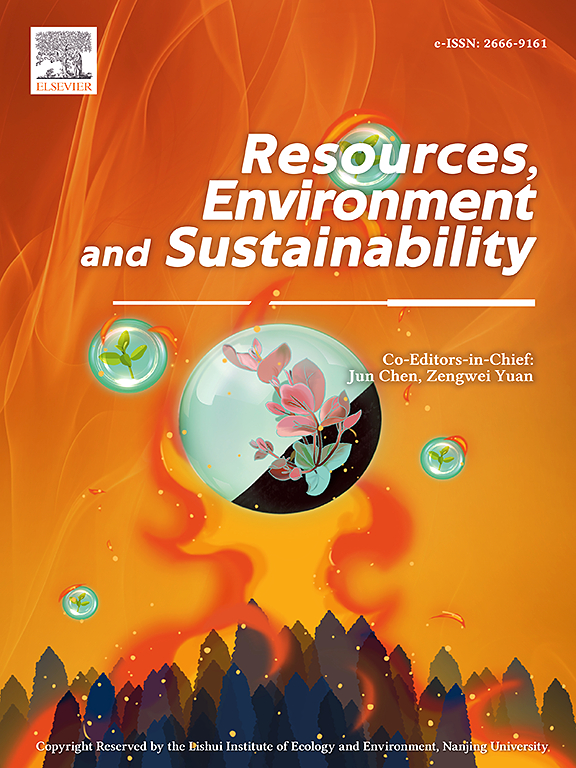 ELSEVIER
e-ISSN: 2666-9161
Resources,
Environment
and Sustainability
Co-Editors-in-Chief:
Jun Chen, Zengwei Yuan
Copyright Reserved by the Lishui Institute of Ecology and Environment, Nanjing University.